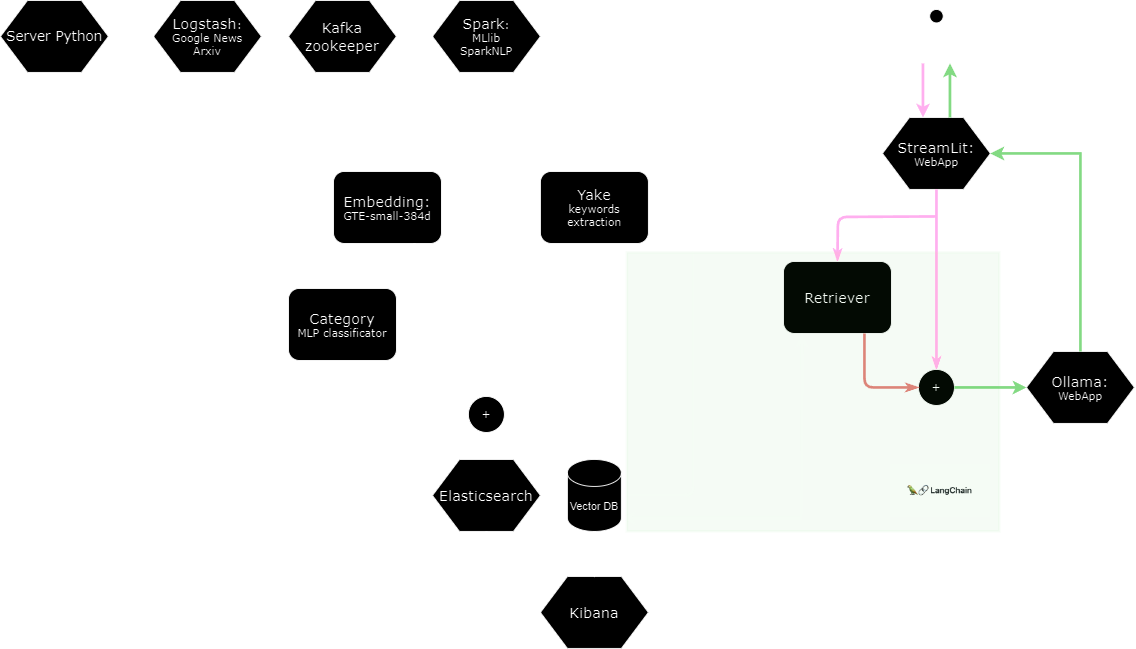 Server Python
Logstash:
Google News
Arxiv
Kafka
zookeeper
Spark:
MLlib
SparkNLP
StreamLit:
WebApp
Embedding:
GTE-small-384d
Yake
keywords
extraction
Retriever
Category
MLP classificator
+
Ollama:
WebApp
+
Elasticsearch
Vector DB
LangChain
Kibana